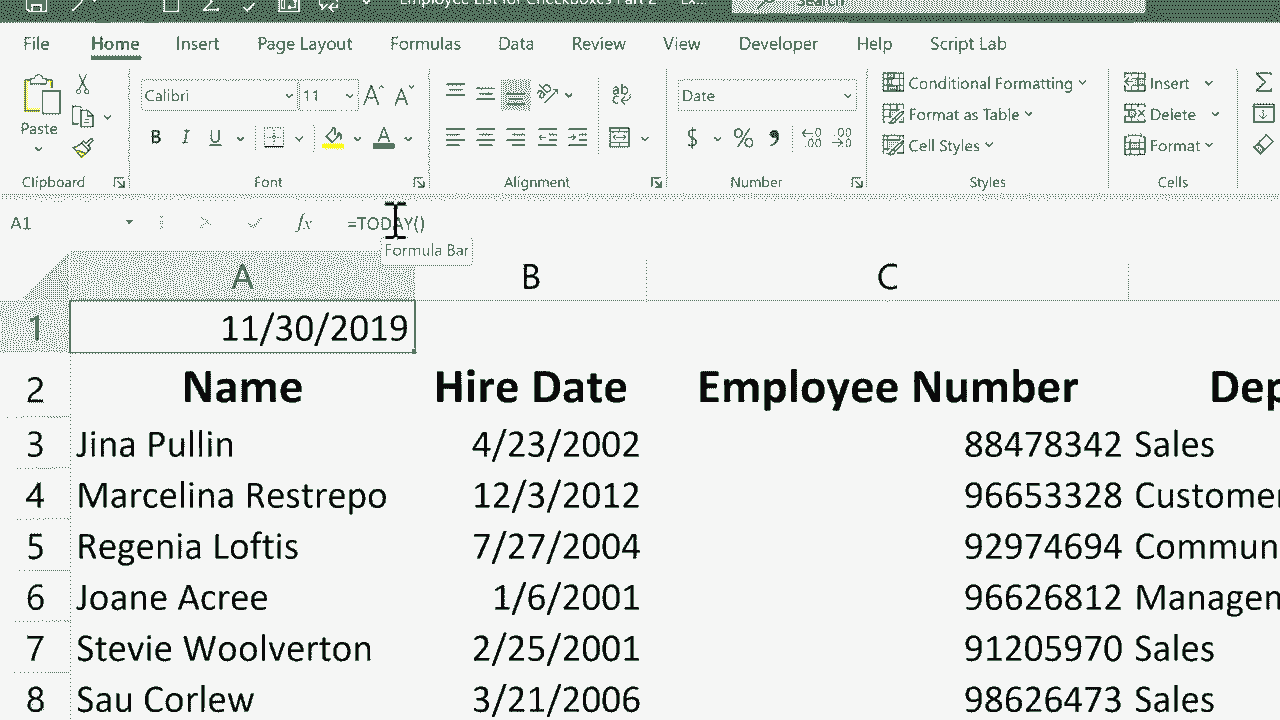 Employee List for Checkboxes Part 2 - Ex... Search
File Home Insert Page Layout Formulas Data Review View Developer Help Script Lab
Calibri 11 Date Conditional Formatting Insert
Paste Format as Table Delete
B I U $ % Cell Styles Format
Clipboard Font Alignment Number Styles Cells
A1 fx =TODAY()
Formula Bar
A B C
1 11/30/2019
2 Name Hire Date Employee Number Dep
3 Jina Pullin 4/23/2002 88478342 Sales
4 Marcelina Restrepo 12/3/2012 96653328 Customer
5 Regenia Loftis 7/27/2004 92974694 Commun
6 Joane Acree 1/6/2001 96626812 Managem
7 Stevie Woolverton 2/25/2001 91205970 Sales
8 Sau Corlew 3/21/2006 98626473 Sales